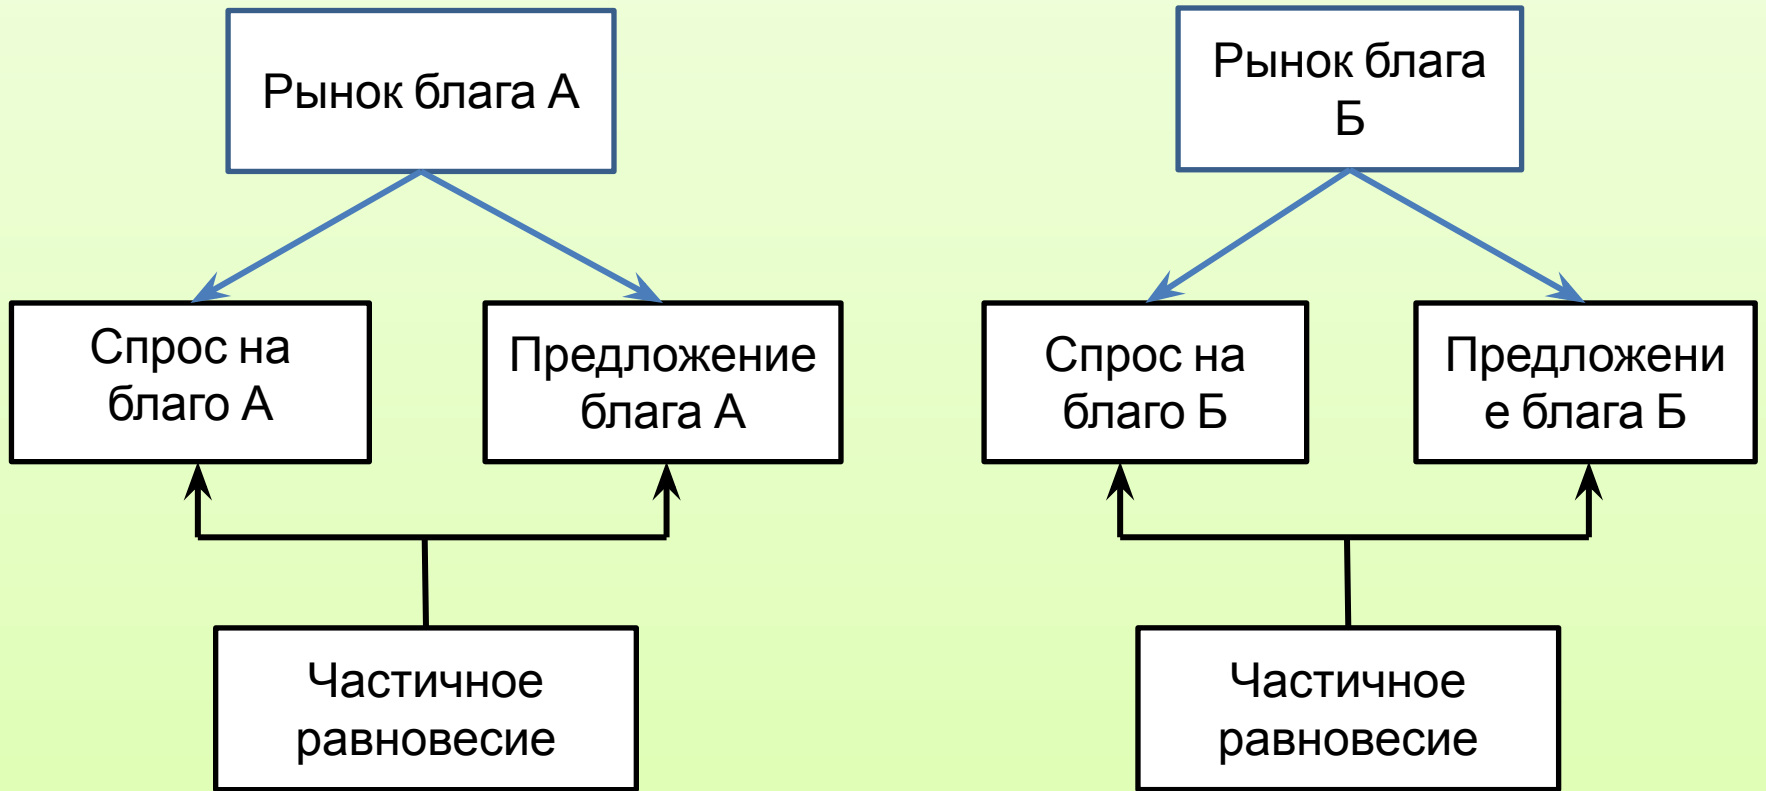 Рынок блага А
Рынок блага
Б
Спрос на
благо А
Предложение
блага А
Спрос на
благо Б
Предложени
е блага Б
Частичное
равновесие
Частичное
равновесие